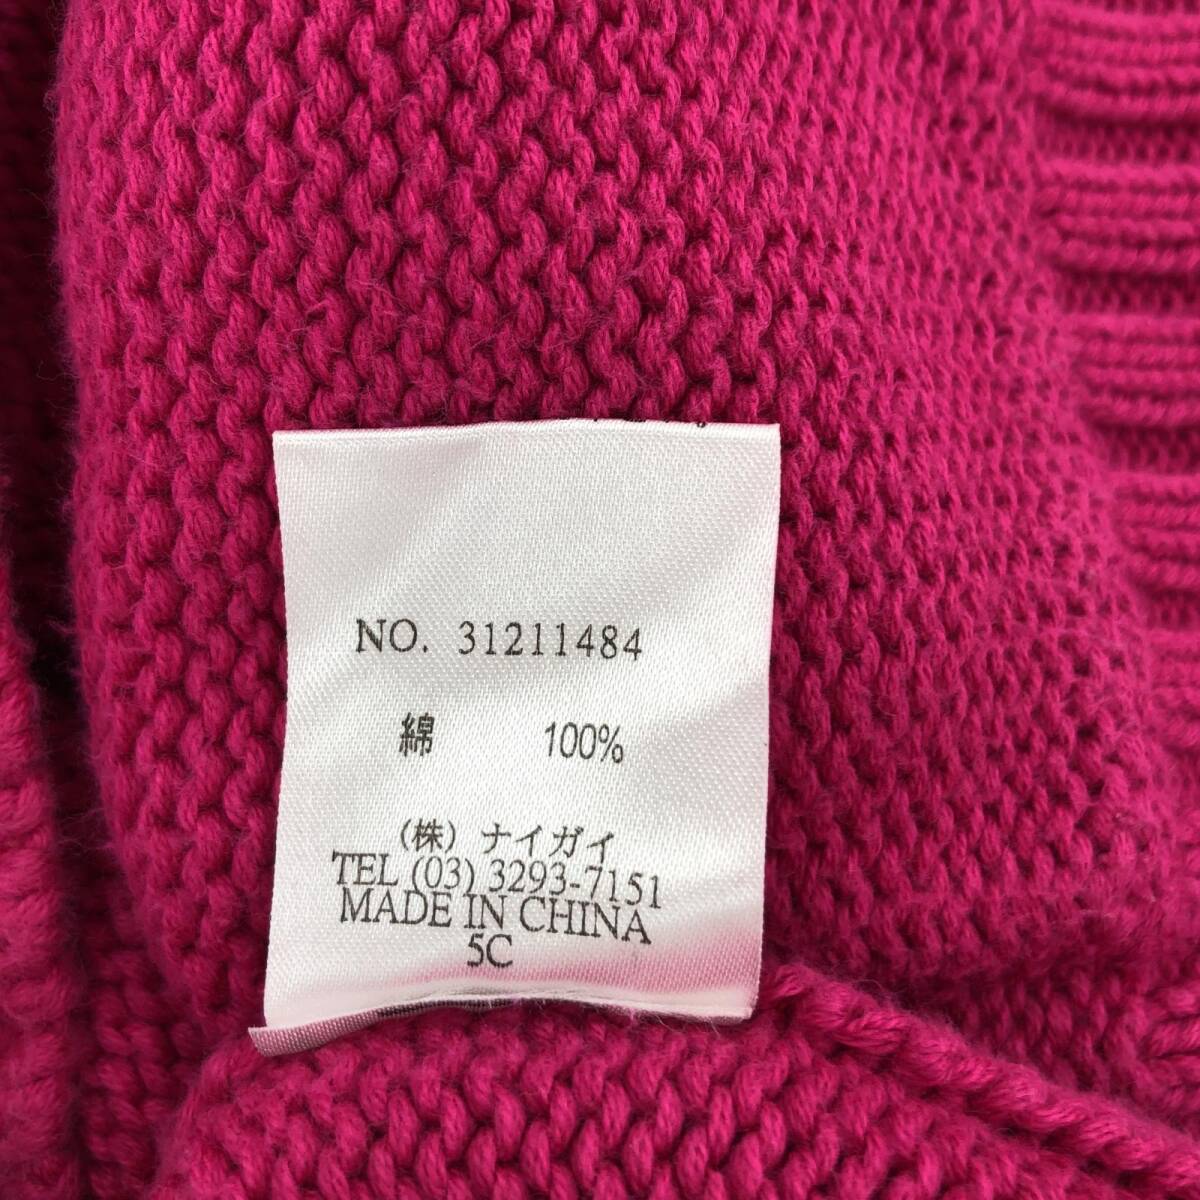 NO. 31211484
綿 100%
(株) ナイガイ
TEL (03) 3293-7151
MADE IN CHINA
5C